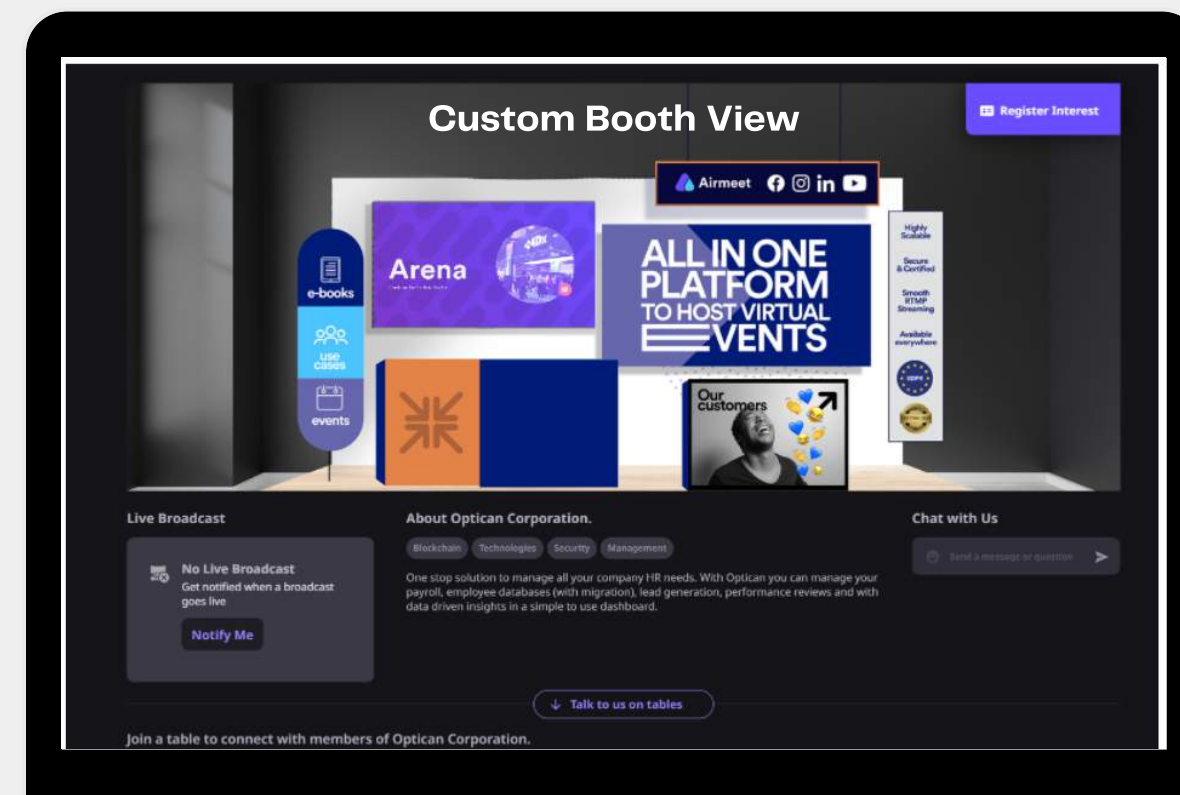 Custom Booth View
Register Interest
Airmeet
in
e-books
use
cases
events
Arena
ALL IN ONE
PLATFORM
TO HOST VIRTUAL
EVENTS
Highly
Scalable
Secure
& Certified
Smooth
RTMP
Streaming
Available
everywhere
GDPR
Our
customers
Live Broadcast
No Live Broadcast
Get notified when a broadcast
goes live
Notify Me
About Optican Corporation.
Blockchain Technologies Security Management
One stop solution to manage all your company HR needs. With Optican you can manage your
payroll, employee databases (with migration), lead generation, performance reviews and with
data driven insights in a simple to use dashboard.
Chat with Us
Send a message or question
Talk to us on tables
Join a table to connect with members of Optican Corporation.